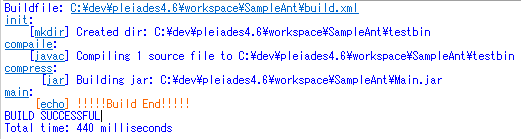 Buildfile: C:¥dev¥pleiades4.6¥workspace¥SampleAnt¥build.xml
init:
[mkdir] Created dir: C:¥dev¥pleiades4.6¥workspace¥SampleAnt¥testbin
compaile:
[javac] Compiling 1 source file to C:¥dev¥pleiades4.6¥workspace¥SampleAnt¥testbin
compress:
[jar] Building jar: C:¥dev¥pleiades4.6¥workspace¥SampleAnt¥Main.jar
main:
[echo] !!!!!Build End!!!!!
BUILD SUCCESSFUL
Total time: 440 milliseconds